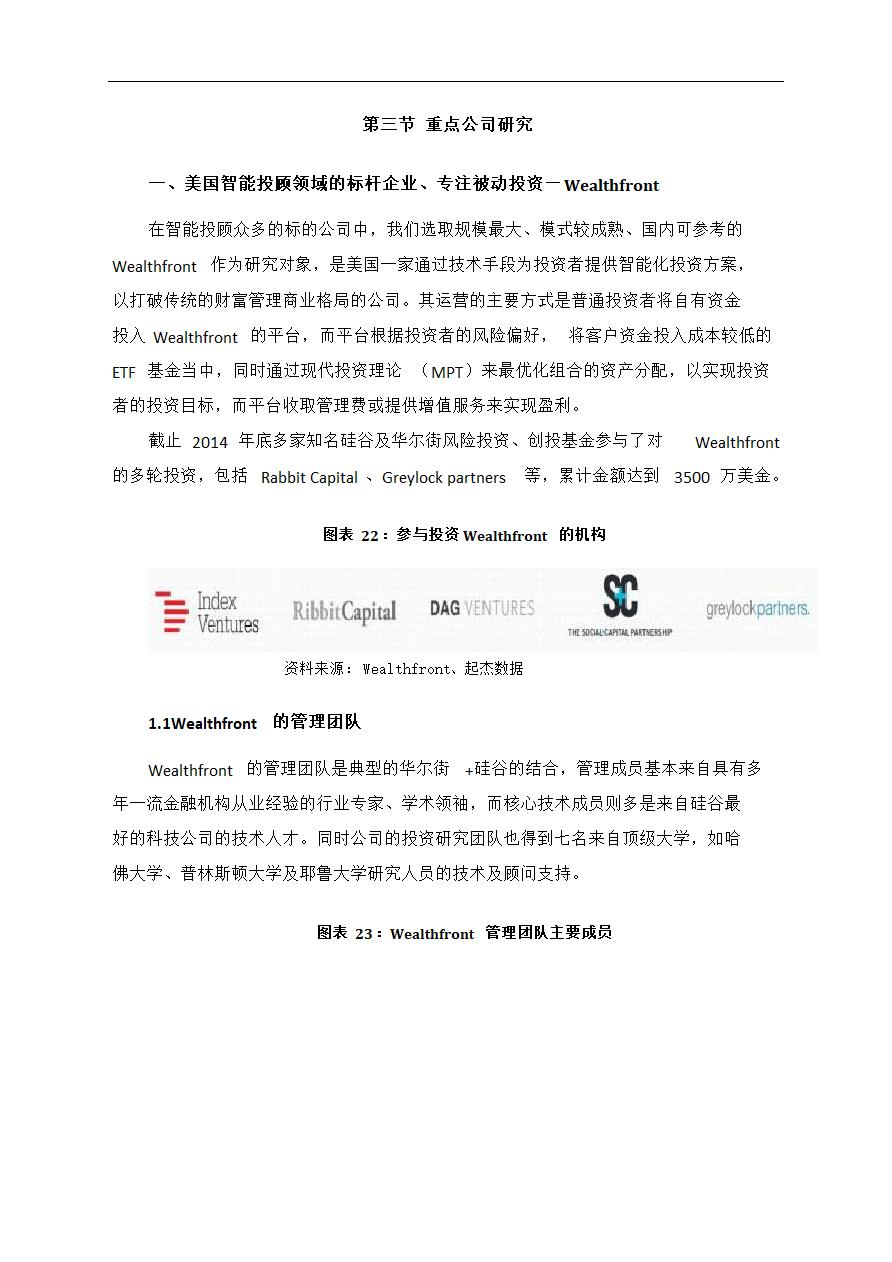 第三节 重点公司研究
一、美国智能投顾领域的标杆企业、专注被动投资—Wealthfront
在智能投顾众多的标的公司中，我们选取规模最大、模式较成熟、国内可参考的
Wealthfront 作为研究对象，是美国一家通过技术手段为投资者提供智能化投资方案，
以打破传统的财富管理商业格局的公司。其运营的主要方式是普通投资者将自有资金
投入 Wealthfront 的平台，而平台根据投资者的风险偏好， 将客户资金投入成本较低的
ETF 基金当中，同时通过现代投资理论 （MPT）来最优化组合的资产分配，以实现投资
者的投资目标，而平台收取管理费或提供增值服务来实现盈利。
截止 2014 年底多家知名硅谷及华尔街风险投资、创投基金参与了对 Wealthfront
的多轮投资，包括 Rabbit Capital 、Greylock partners 等，累计金额达到 3500 万美金。
图表 22：参与投资 Wealthfront 的机构
Index Ventures RibbitCapital DAG VENTURES S+C THE SOCIAL+CAPITAL PARTNERSHIP greylockpartners.
资料来源：Wealthfront、起杰数据
1.1Wealthfront 的管理团队
Wealthfront 的管理团队是典型的华尔街 +硅谷的结合，管理成员基本来自具有多
年一流金融机构从业经验的行业专家、学术领袖，而核心技术成员则多是来自硅谷最
好的科技公司的技术人才。同时公司的投资研究团队也得到七名来自顶级大学，如哈
佛大学、普林斯顿大学及耶鲁大学研究人员的技术及顾问支持。
图表 23：Wealthfront 管理团队主要成员